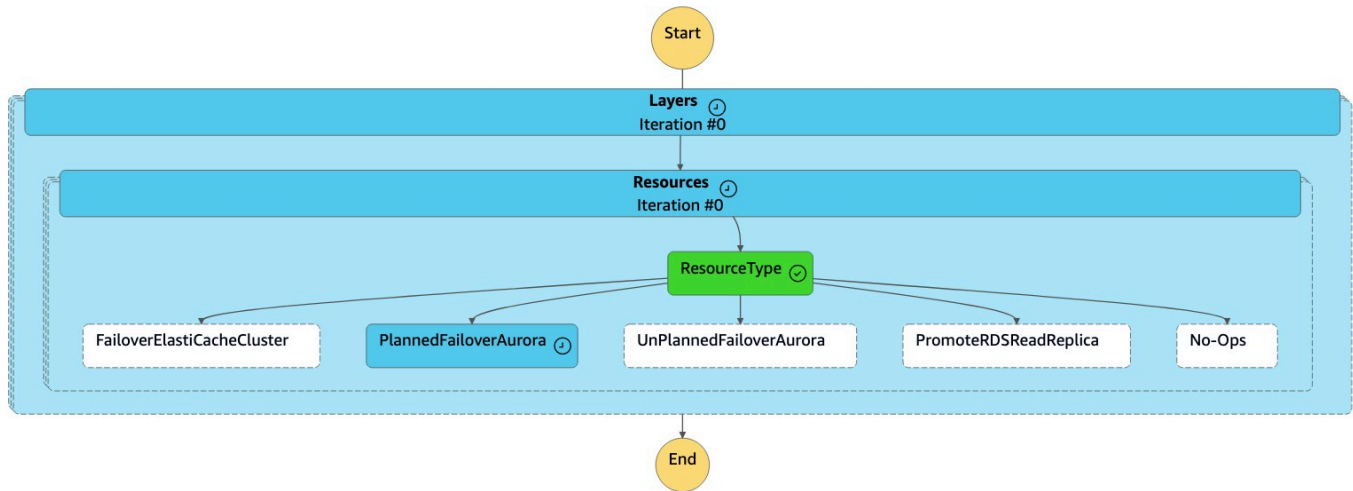 Start
Layers
Iteration #0
Resources
Iteration #0
ResourceType
FailoverElastiCacheCluster
PlannedFailoverAurora
UnPlannedFailoverAurora
PromoteRDSReadReplica
No-Ops
End